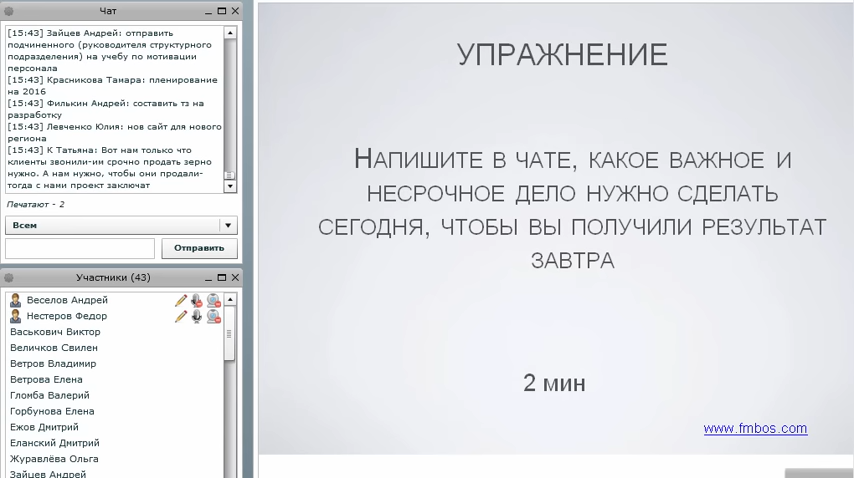 Чат
[15:43] Зайцев Андрей: отправить
подчиненного (руководителя структурного
подразделения) на учебу по мотивации
персонала
[15:43] Красникова Тамара: пленирование
на 2016
[15:43] Филькин Андрей: составить тз на
разработку
[15:43] Левченко Юлия: нов сайт для нового
региона
[15:43] К Татьяна: Вот нам только что
клиенты звонили-им срочно продать зерно
нужно. А нам нужно, чтобы они продали-
тогда с нами проект заключат
Печатают - 2
Всем
Отправить
Участники (43)
Веселов Андрей
Нестеров Федор
Васькович Виктор
Величков Свилен
Ветров Владимир
Ветрова Елена
Гломба Валерий
Горбунова Елена
Ежов Дмитрий
Еланский Дмитрий
Журавлёва Ольга
Зайцев Андрей
УПРАЖНЕНИЕ
НАПИШИТЕ В ЧАТЕ, КАКОЕ ВАЖНОЕ И
НЕСРОЧНОЕ ДЕЛО НУЖНО СДЕЛАТЬ
СЕГОДНЯ, ЧТОБЫ ВЫ ПОЛУЧИЛИ РЕЗУЛЬТАТ
ЗАВТРА
2 мин
www.fmbos.com